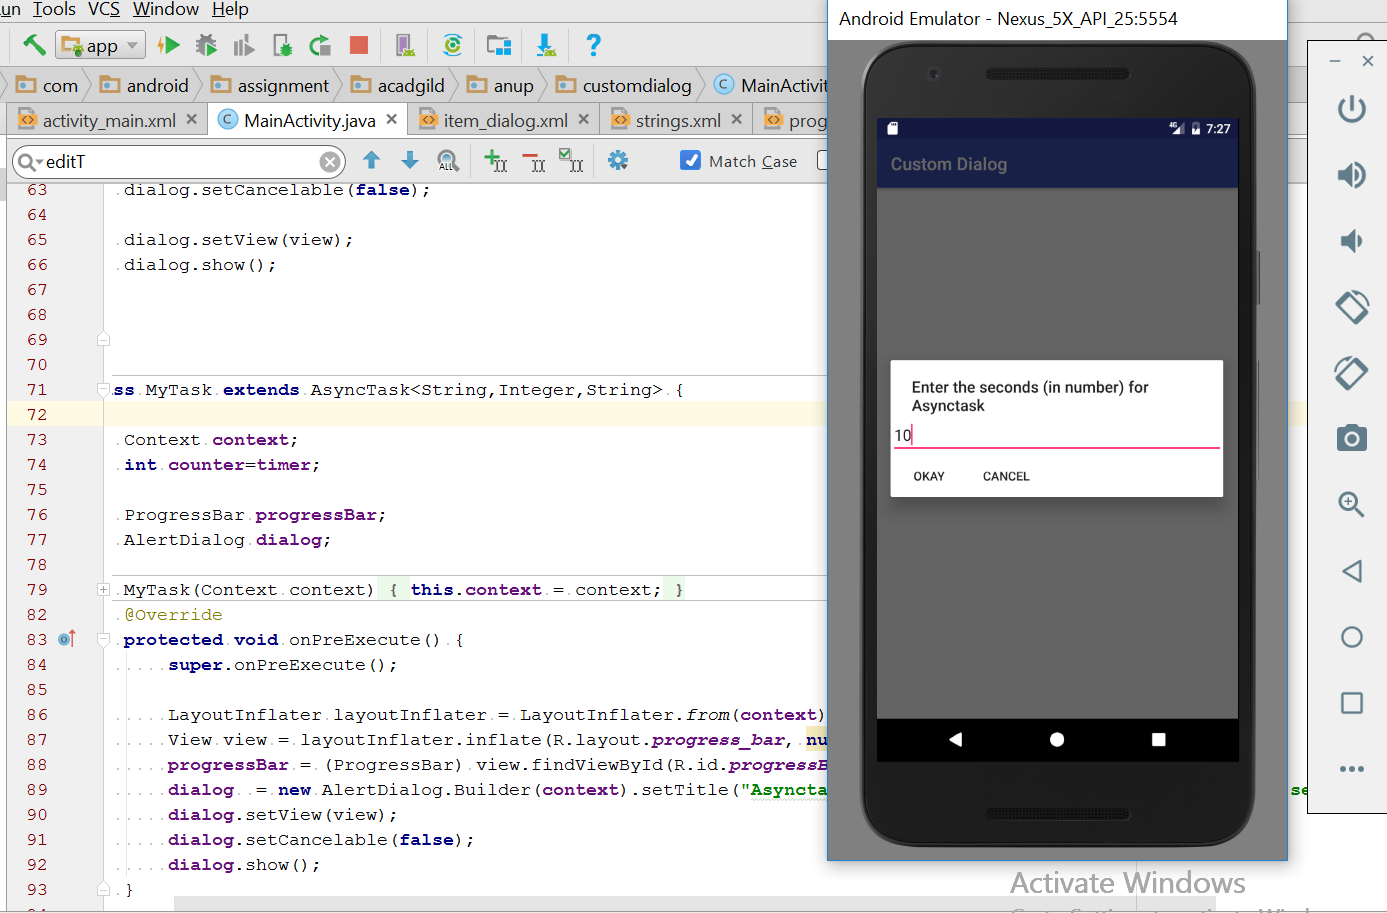 un Tools VCS Window Help
app
com android assignment acadgild anup customdialog MainActivit
activity_main.xml MainActivity.java item_dialog.xml strings.xml prog
editT Match Case
63 dialog.setCancelable(false);
64
65 dialog.setView(view);
66 dialog.show();
67
68
69
70
71 ss MyTask extends AsyncTask<String,Integer,String> {
72
73 Context context;
74 int counter=timer;
75
76 ProgressBar progressBar;
77 AlertDialog dialog;
78
79 MyTask(Context context) { this.context = context; }
82 @Override
83 protected void onPreExecute() {
84 super.onPreExecute();
85
86 LayoutInflater layoutInflater = LayoutInflater.from(context)
87 View view = layoutInflater.inflate(R.layout.progress_bar, nu
88 progressBar = (ProgressBar) view.findViewById(R.id.progressB
89 dialog = new AlertDialog.Builder(context).setTitle("Asyncta se
90 dialog.setView(view);
91 dialog.setCancelable(false);
92 dialog.show();
93 }
Android Emulator - Nexus_5X_API_25:5554
4G 7:27
Custom Dialog
Enter the seconds (in number) for
Asynctask
10
OKAY CANCEL
Activate Windows